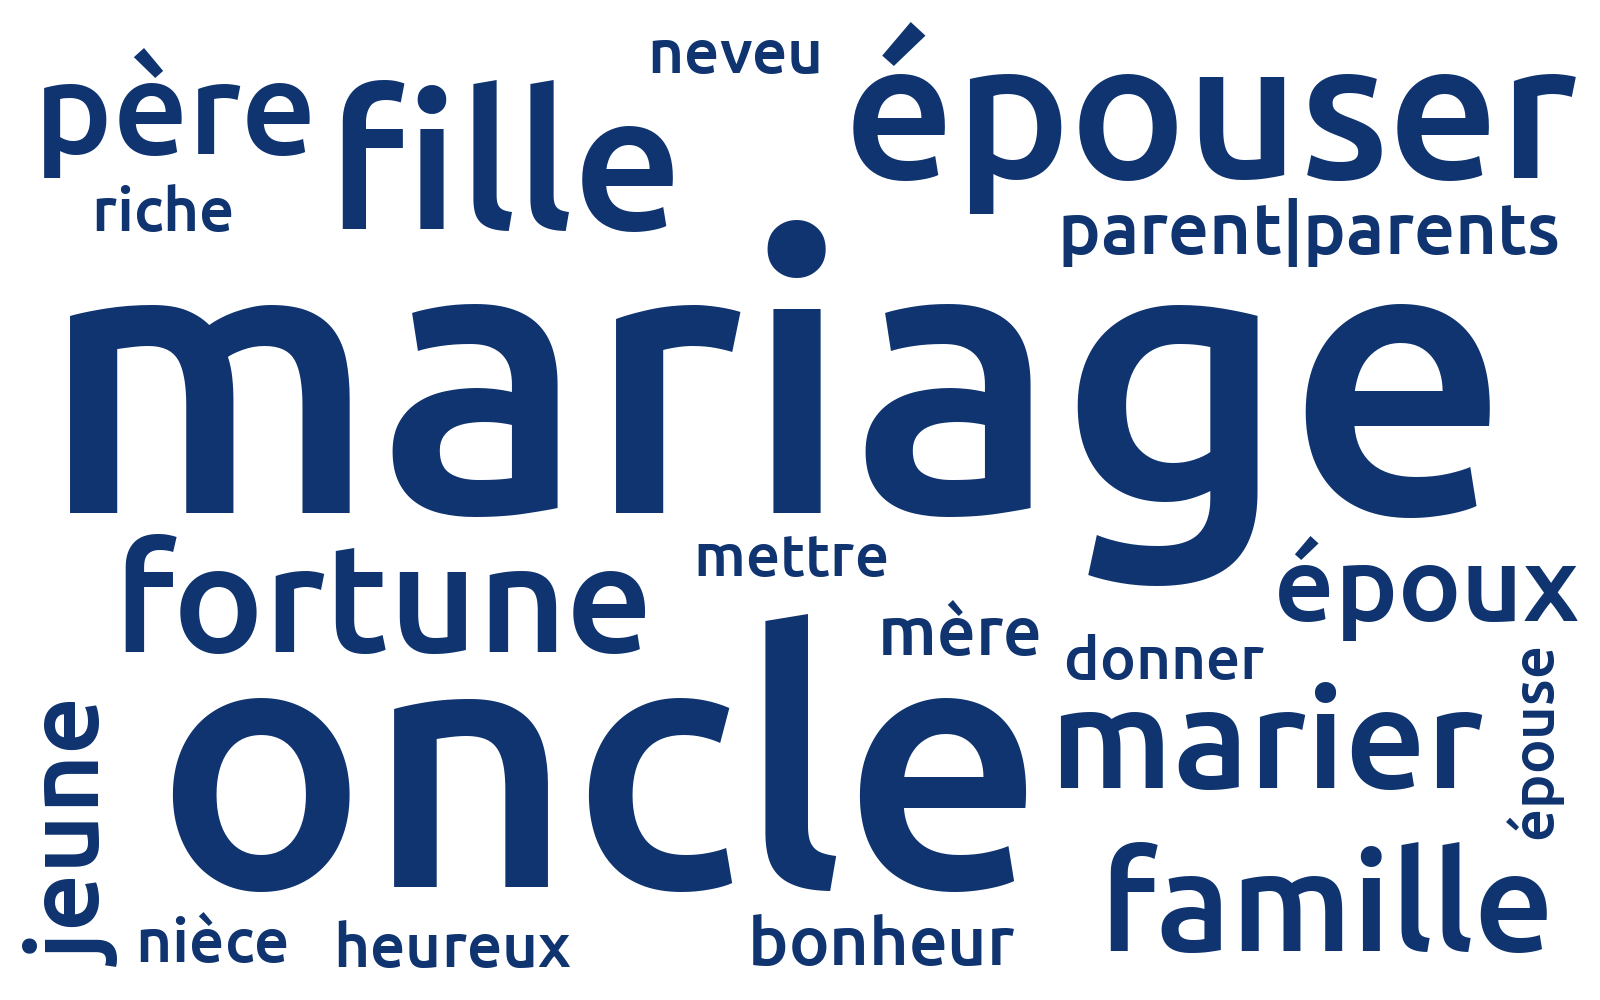 neveu
père
fille
épouser
riche
parent|parents
mariage
fortune
mettre
époux
mère
donner
épouse
jeune
oncle
marier
famille
nièce
heureux
bonheur